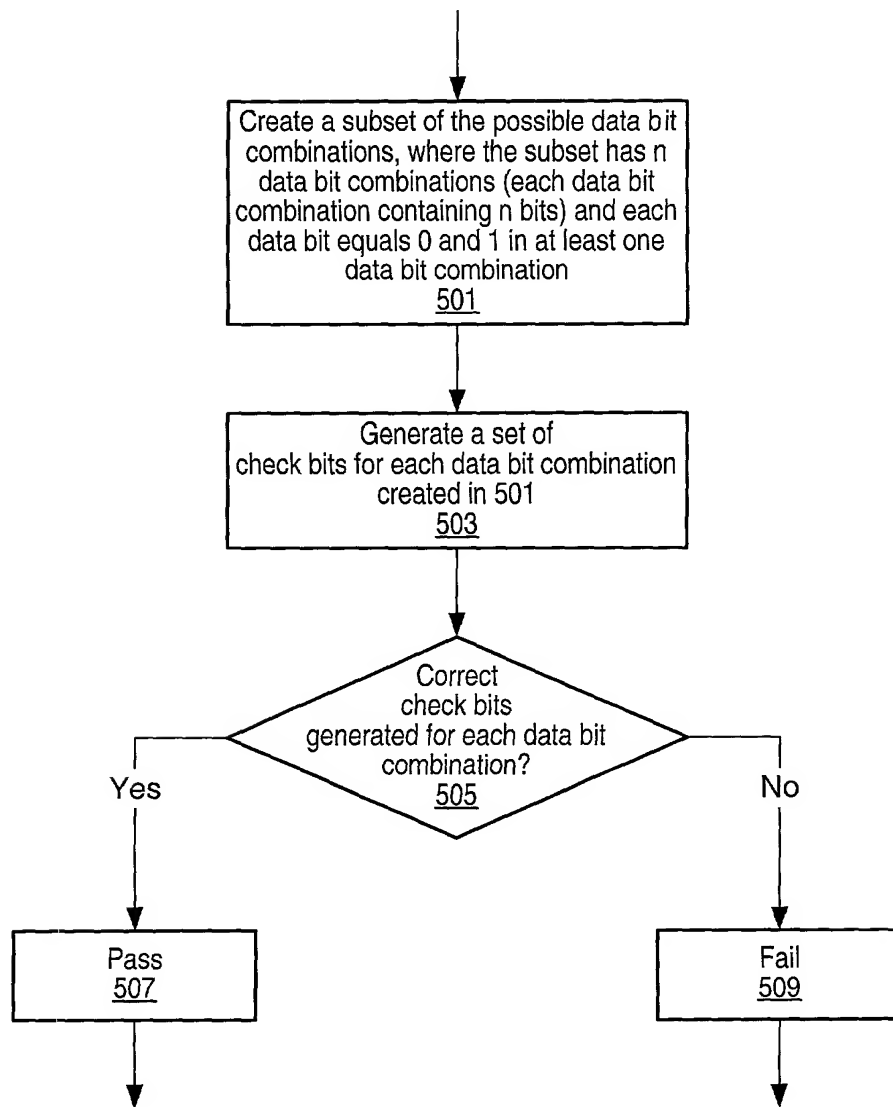 Create a subset of the possible data bit
combinations, where the subset has n
data bit combinations (each data bit
combination containing n bits) and each
data bit equals 0 and 1 in at least one
data bit combination
501
Generate a set of
check bits for each data bit combination
created in 501
503
Correct
check bits
generated for each data bit
combination?
505
Yes
No
Pass
507
Fail
509